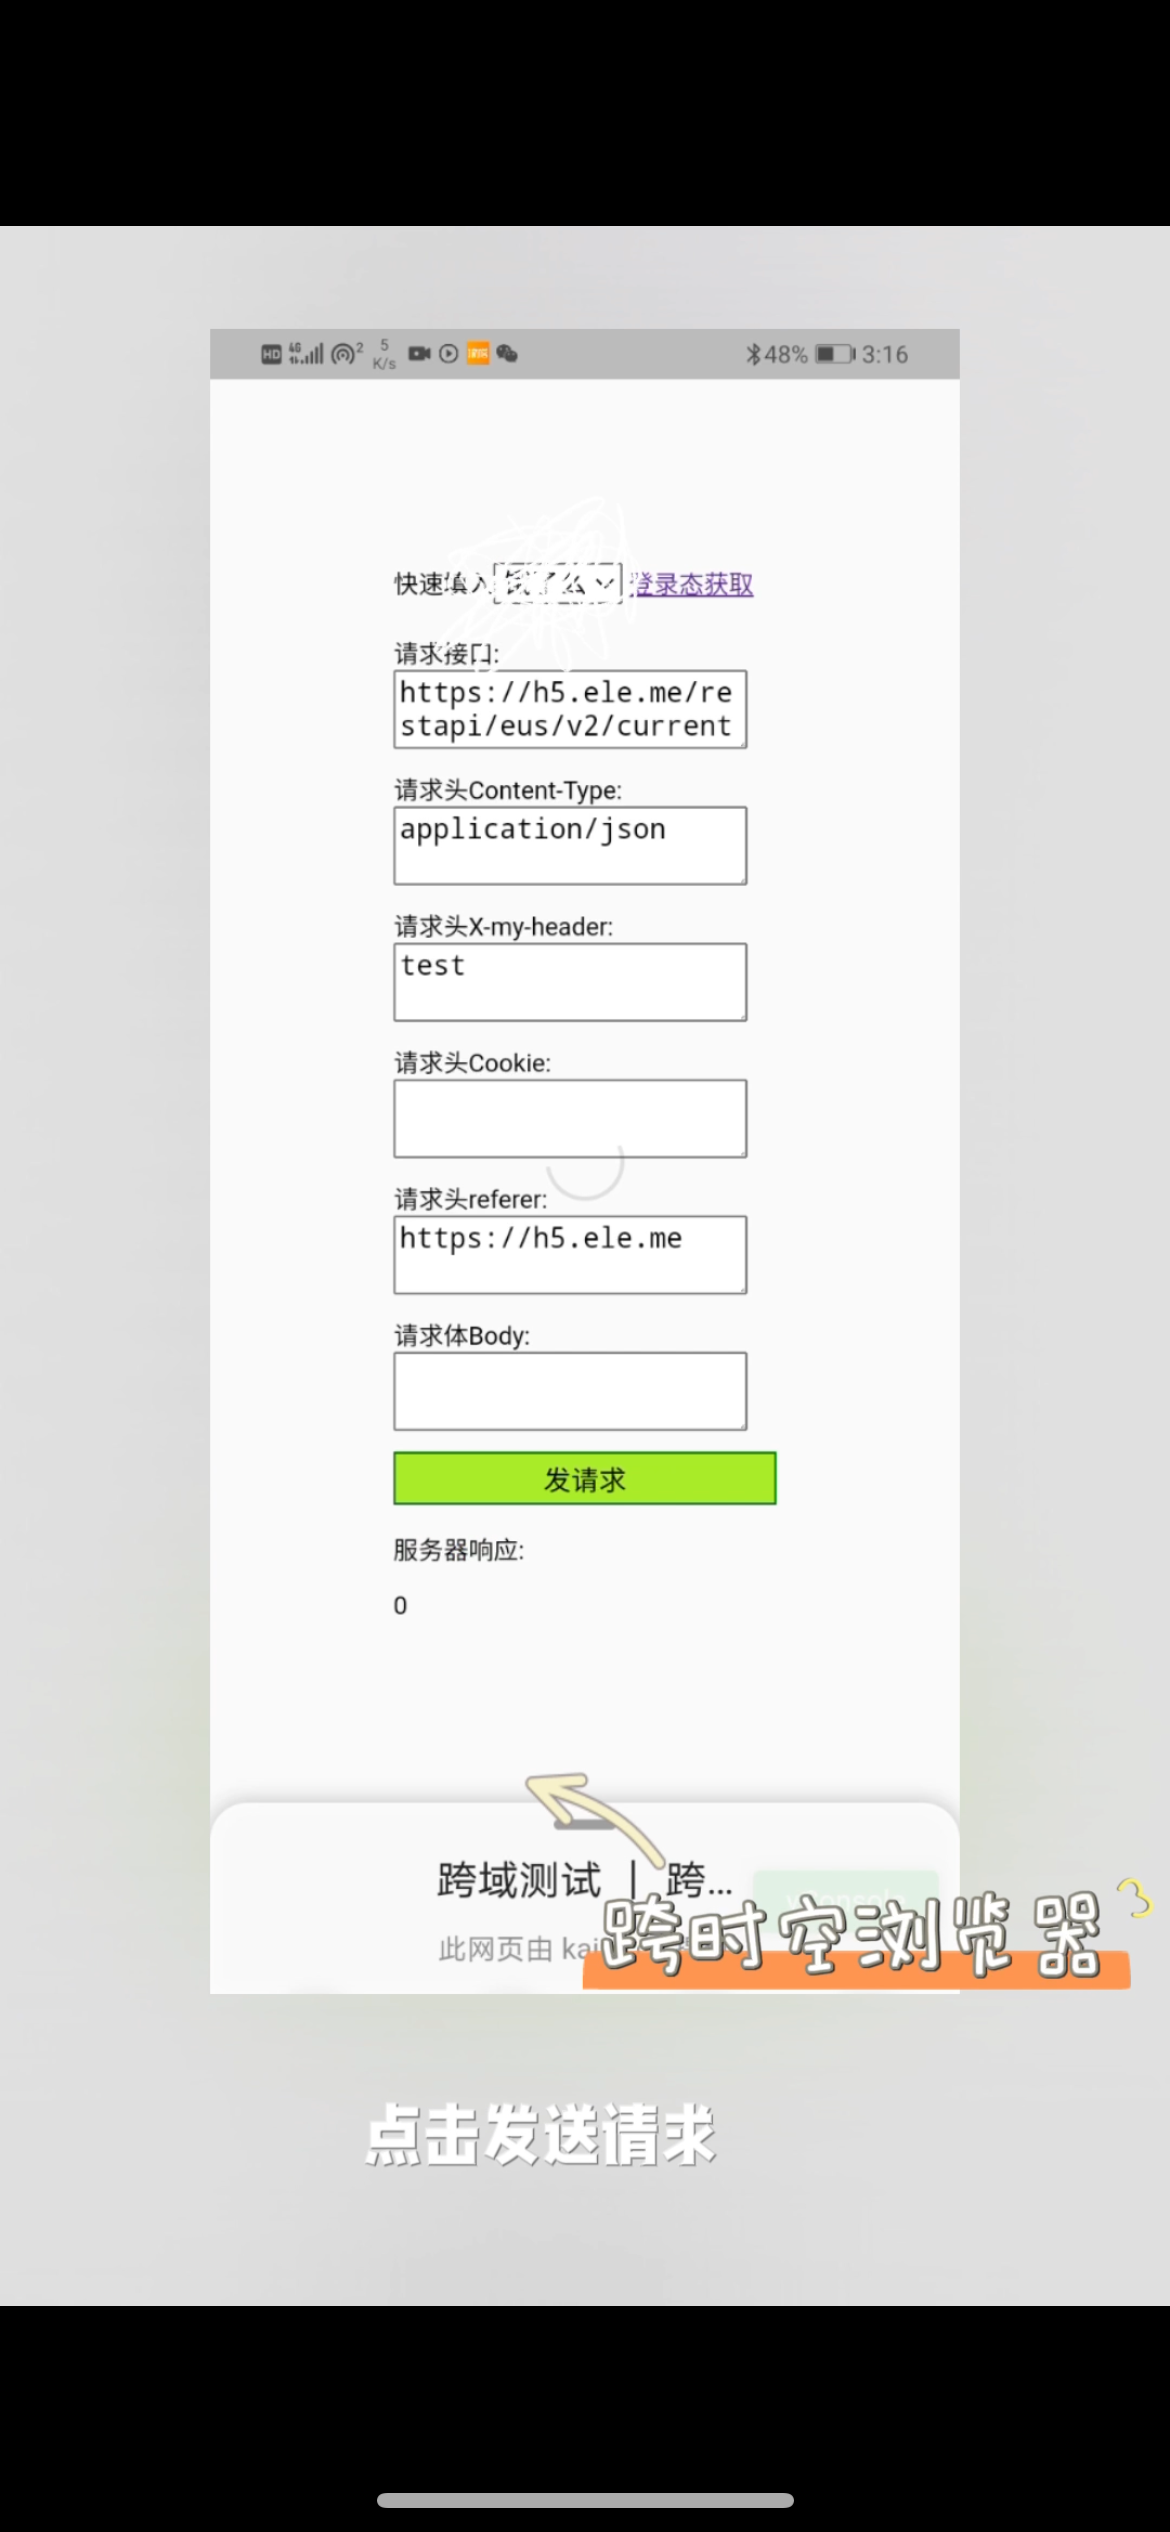 HD 4G 2 5 K/s 48% 3:16
快速填入 登录态获取
请求接口:
https://h5.ele.me/re
stapi/eus/v2/current
请求头Content-Type:
application/json
请求头X-my-header:
test
请求头Cookie:
请求头referer:
https://h5.ele.me
请求体Body:
发请求
服务器响应:
0
跨域测试 | 跨...
vConsole
此网页由 kai
跨时空浏览器
点击发送请求